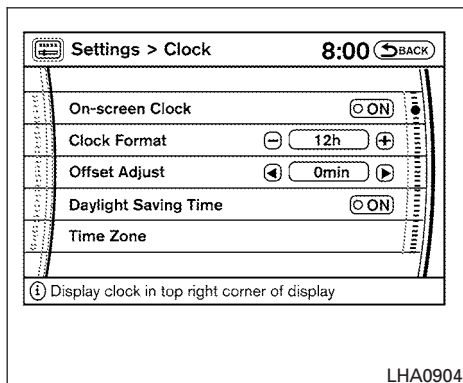 Settings > Clock 8:00 BACK
On-screen Clock ON
Clock Format 12h
Offset Adjust 0min
Daylight Saving Time ON
Time Zone
i Display clock in top right corner of display
LHA0904